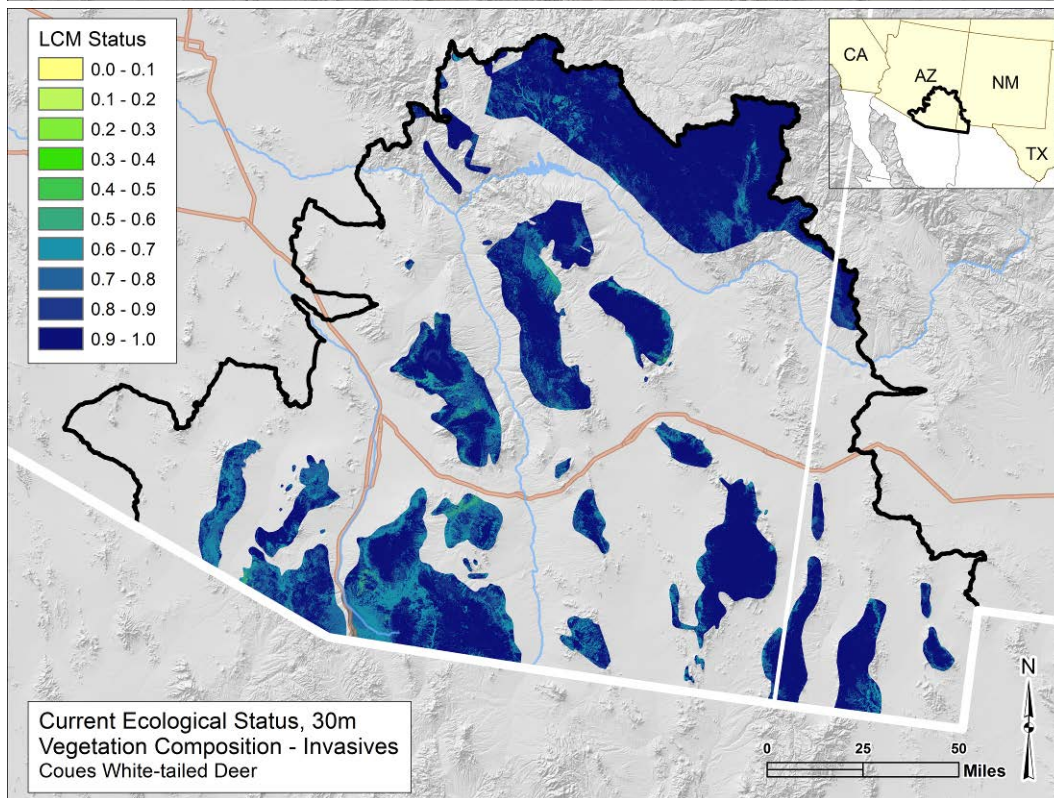 LCM Status
0.0 - 0.1
0.1 - 0.2
0.2 - 0.3
0.3 - 0.4
0.4 - 0.5
0.5 - 0.6
0.6 - 0.7
0.7 - 0.8
0.8 - 0.9
0.9 - 1.0
CA
AZ
NM
TX
Current Ecological Status, 30m
Vegetation Composition - Invasives
Coues White-tailed Deer
N
0 25 50
Miles